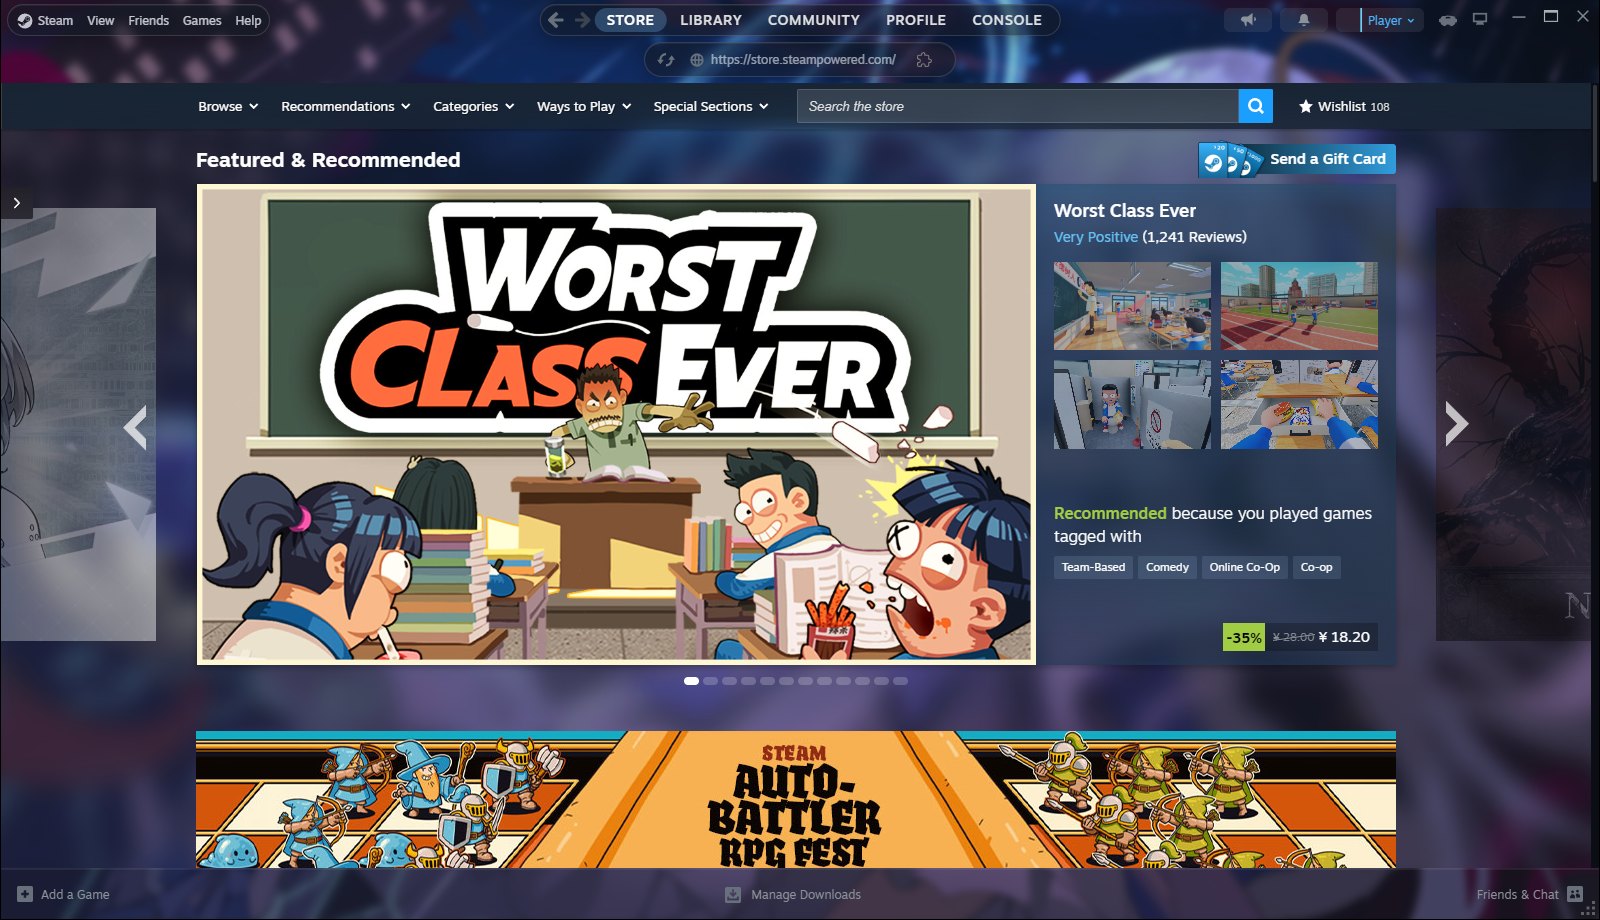 Steam View Friends Games Help
STORE LIBRARY COMMUNITY PROFILE CONSOLE
Player
https://store.steampowered.com/
Browse Recommendations Categories Ways to Play Special Sections
Search the store
Wishlist 108
Featured & Recommended
Send a Gift Card
WORST
CLASS EVER
Worst Class Ever
Very Positive (1,241 Reviews)
Recommended because you played games
tagged with
Team-Based Comedy Online Co-Op Co-op
-35% ¥ 28.00 ¥ 18.20
N
STEAM
AUTO-
BATTLER
RPG FEST
Add a Game
Manage Downloads
Friends & Chat